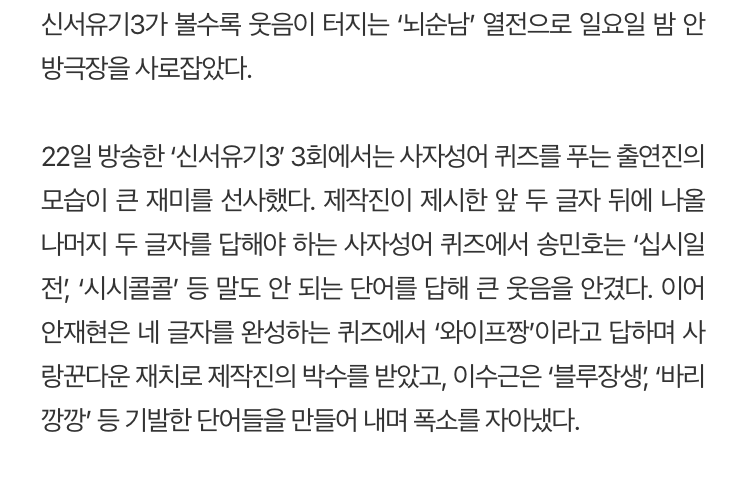 신서유기3가 볼수록 웃음이 터지는 ‘뇌순남’ 열전으로 일요일 밤 안
방극장을 사로잡았다.
22일 방송한 ‘신서유기3’ 3회에서는 사자성어 퀴즈를 푸는 출연진의
모습이 큰 재미를 선사했다. 제작진이 제시한 앞 두 글자 뒤에 나올
나머지 두 글자를 답해야 하는 사자성어 퀴즈에서 송민호는 ‘십시일
전’, ‘시시콜콜’ 등 말도 안 되는 단어를 답해 큰 웃음을 안겼다. 이어
안재현은 네 글자를 완성하는 퀴즈에서 ‘와이프짱’이라고 답하며 사
랑꾼다운 재치로 제작진의 박수를 받았고, 이수근은 ‘블루장생’, ‘바리
깡깡’ 등 기발한 단어들을 만들어 내며 폭소를 자아냈다.